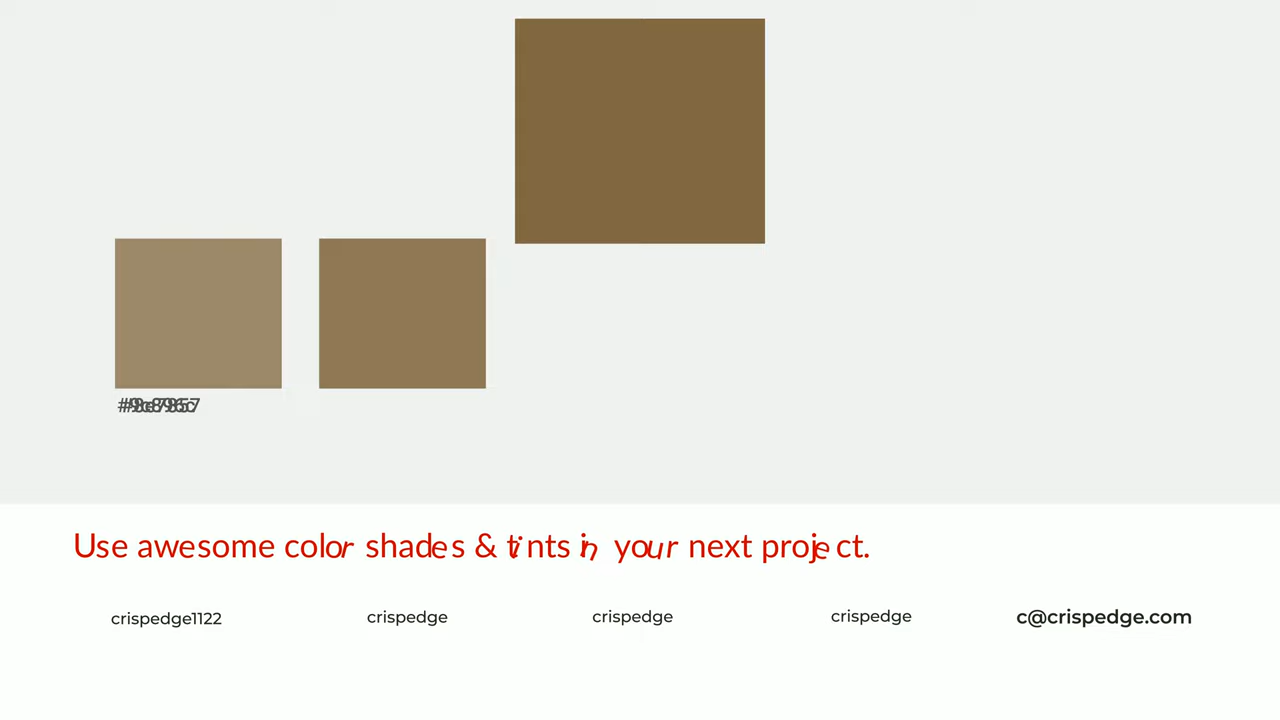 Use awesome color shades & tints in your next project.
crispedge1122 crispedge crispedge crispedge c@crispedge.com